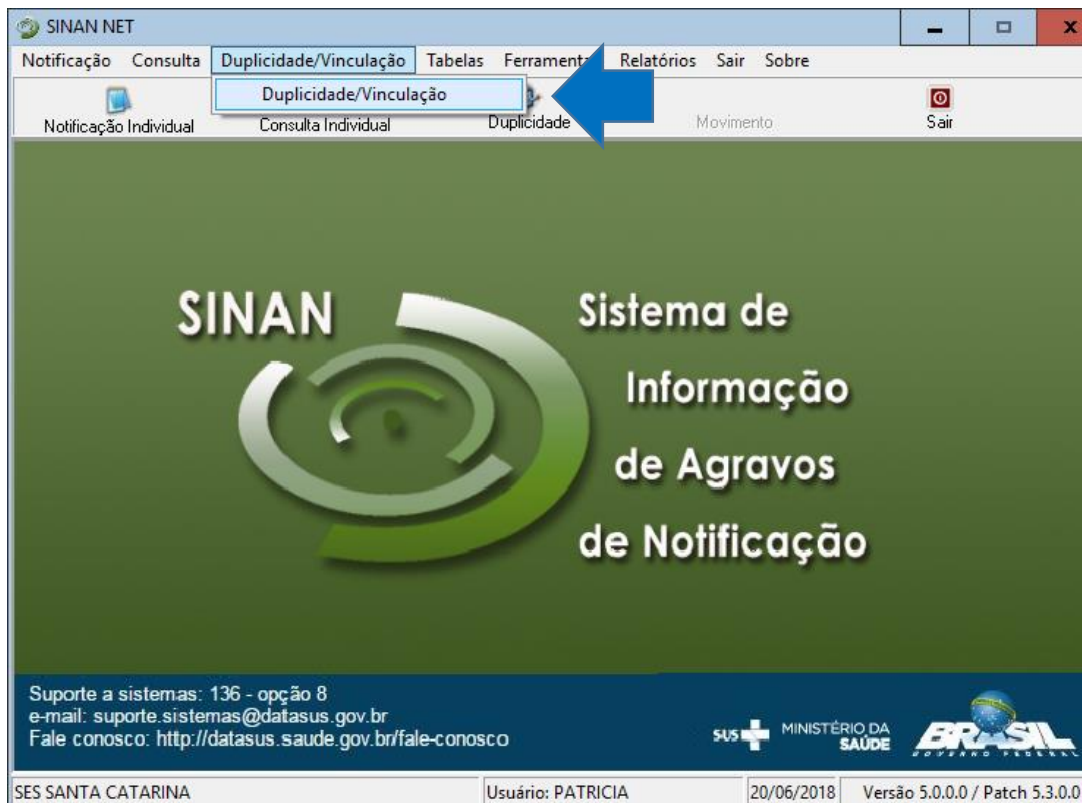 SINAN NET
Notificação Consulta Duplicidade/Vinculação Tabelas Ferramenta Relatórios Sair Sobre
Duplicidade/Vinculação
Notificação Individual Consulta Individual Duplicidade Movimento Sair
SINAN
Sistema de
Informação
de Agravos
de Notificação
Suporte a sistemas: 136 - opção 8
e-mail: suporte.sistemas@datasus.gov.br
Fale conosco: http://datasus.saude.gov.br/fale-conosco
SUS MINISTÉRIO DA
SAÚDE
BRASIL
GOVERNO FEDERAL
SES SANTA CATARINA Usuário: PATRICIA 20/06/2018 Versão 5.0.0.0 / Patch 5.3.0.0